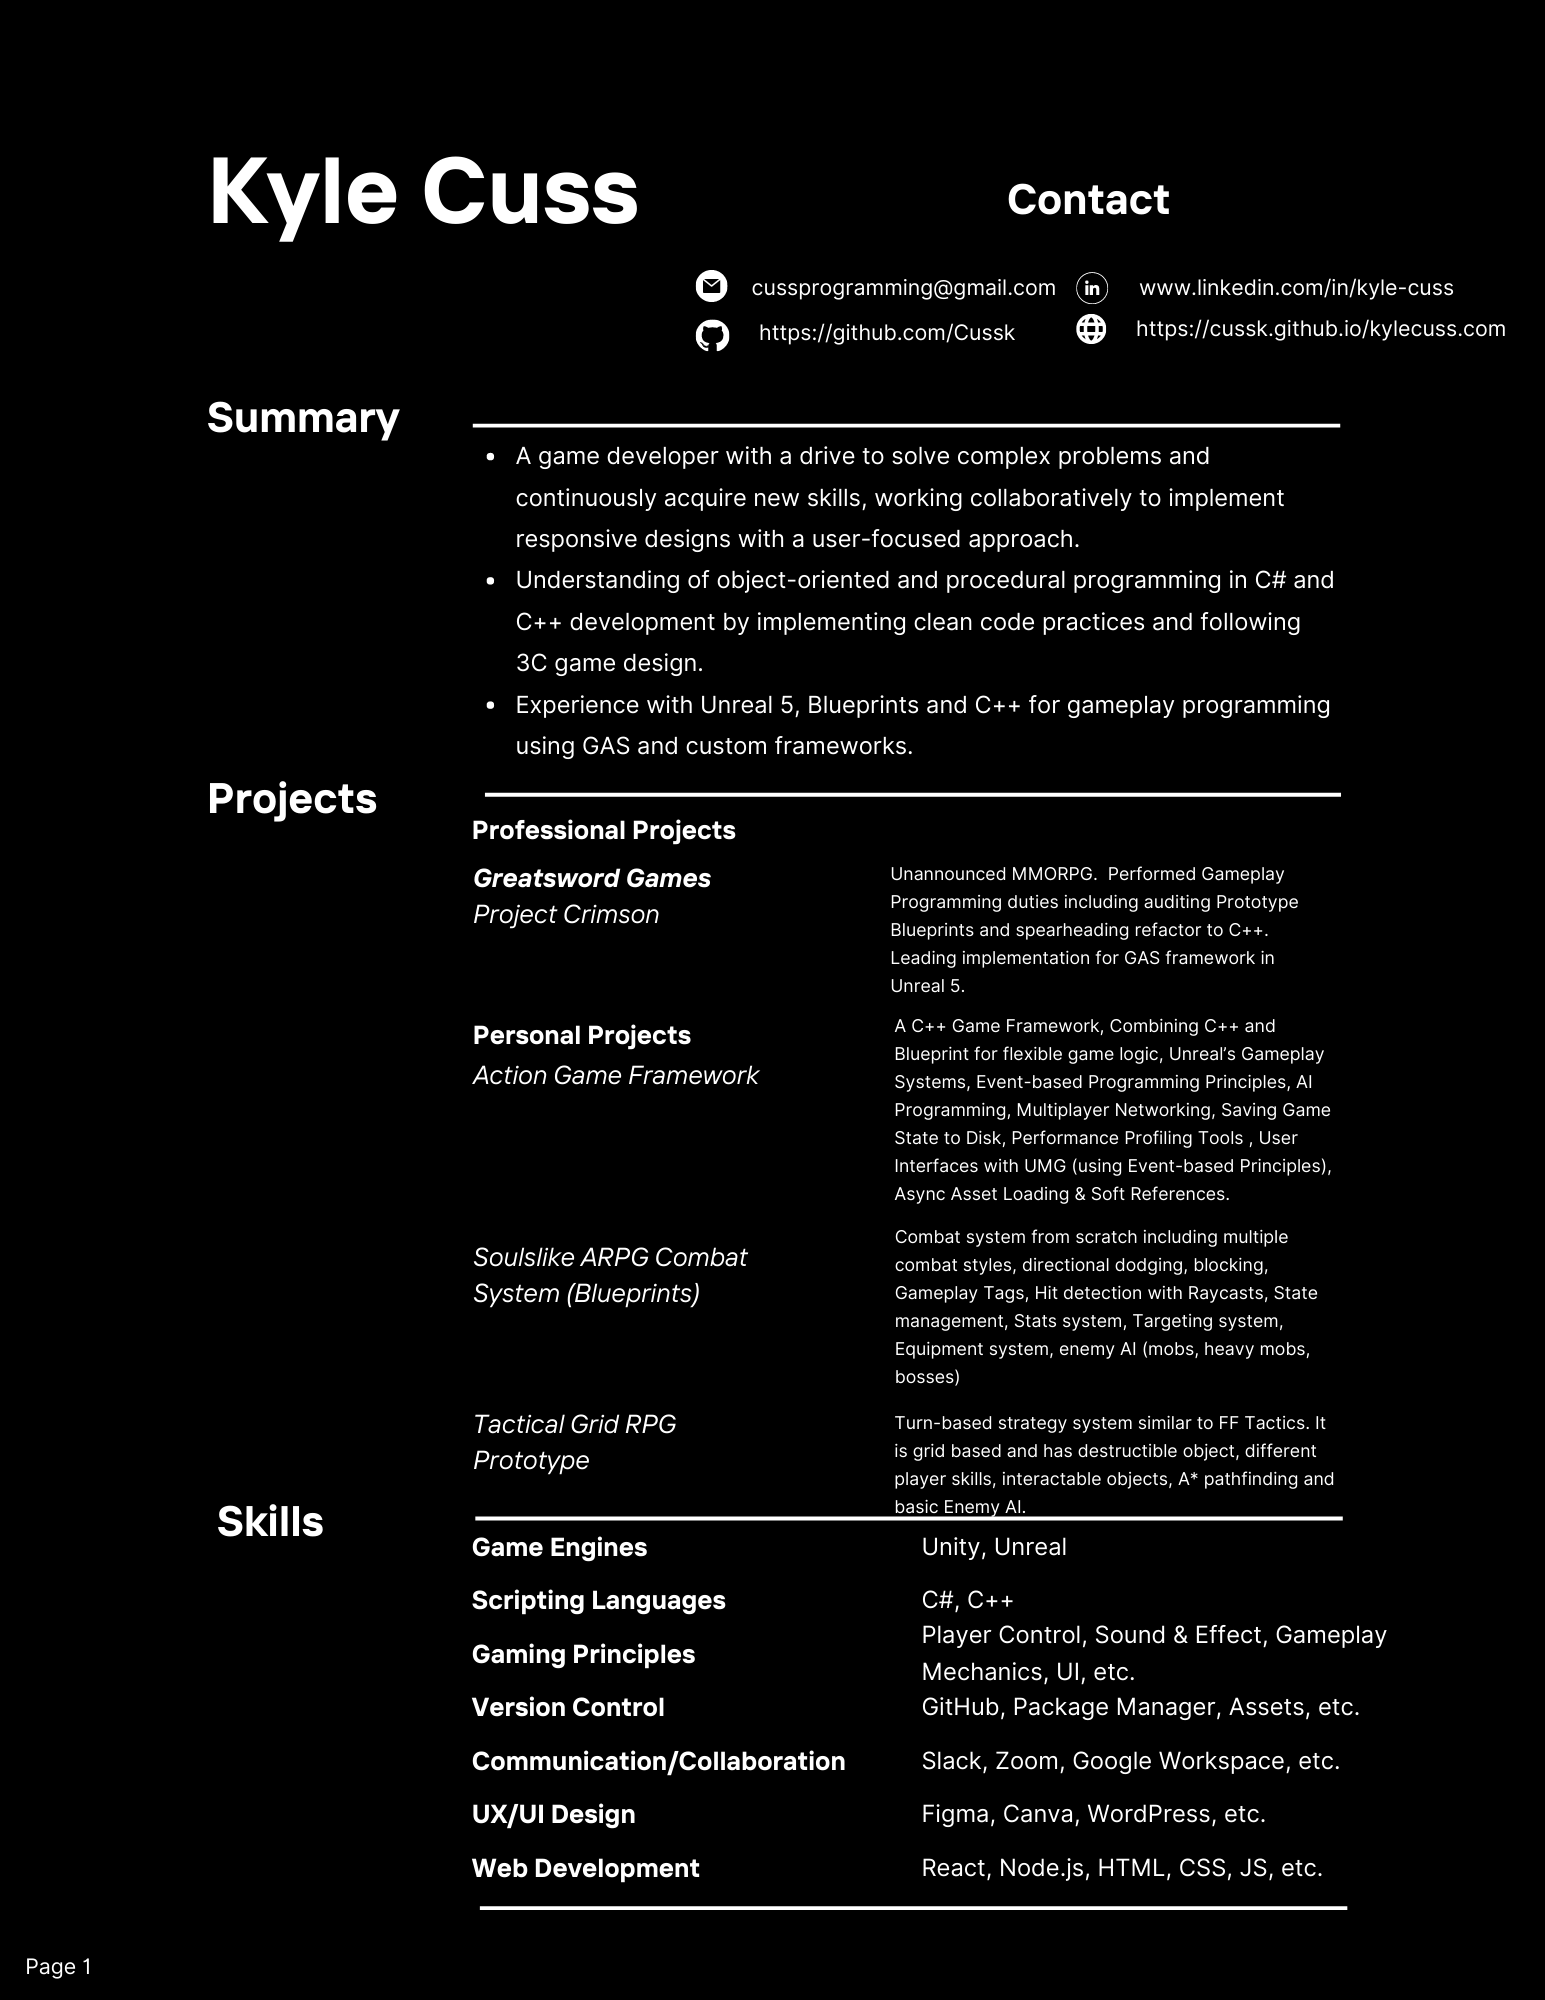 Kyle Cuss
Contact
cussprogramming@gmail.com
www.linkedin.com/in/kyle-cuss
https://github.com/Cussk
https://cussk.github.io/kylecuss.com
Summary
• A game developer with a drive to solve complex problems and
continuously acquire new skills, working collaboratively to implement
responsive designs with a user-focused approach.
• Understanding of object-oriented and procedural programming in C# and
C++ development by implementing clean code practices and following
3C game design.
• Experience with Unreal 5, Blueprints and C++ for gameplay programming
using GAS and custom frameworks.
Projects
Professional Projects
Greatsword Games
Project Crimson
Unannounced MMORPG.  Performed Gameplay
Programming duties including auditing Prototype
Blueprints and spearheading refactor to C++.
Leading implementation for GAS framework in
Unreal 5.
Personal Projects
Action Game Framework
A C++ Game Framework, Combining C++ and
Blueprint for flexible game logic, Unreal’s Gameplay
Systems, Event-based Programming Principles, AI
Programming, Multiplayer Networking, Saving Game
State to Disk, Performance Profiling Tools , User
Interfaces with UMG (using Event-based Principles),
Async Asset Loading & Soft References.
Soulslike ARPG Combat
System (Blueprints)
Combat system from scratch including multiple
combat styles, directional dodging, blocking,
Gameplay Tags, Hit detection with Raycasts, State
management, Stats system, Targeting system,
Equipment system, enemy AI (mobs, heavy mobs,
bosses)
Tactical Grid RPG
Prototype
Turn-based strategy system similar to FF Tactics. It
is grid based and has destructible object, different
player skills, interactable objects, A* pathfinding and
basic Enemy AI.
Skills
Game Engines
Unity, Unreal
Scripting Languages
C#, C++
Gaming Principles
Player Control, Sound & Effect, Gameplay
Mechanics, UI, etc.
Version Control
GitHub, Package Manager, Assets, etc.
Communication/Collaboration
Slack, Zoom, Google Workspace, etc.
UX/UI Design
Figma, Canva, WordPress, etc.
Web Development
React, Node.js, HTML, CSS, JS, etc.
Page 1